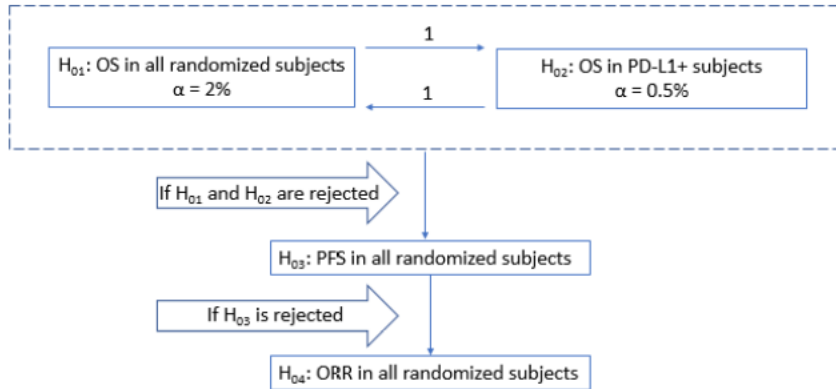 1
H₀₁: OS in all randomized subjects
α = 2%
H₀₂: OS in PD-L1+ subjects
α = 0.5%
1
If H₀₁ and H₀₂ are rejected
H₀₃: PFS in all randomized subjects
If H₀₃ is rejected
H₀₄: ORR in all randomized subjects